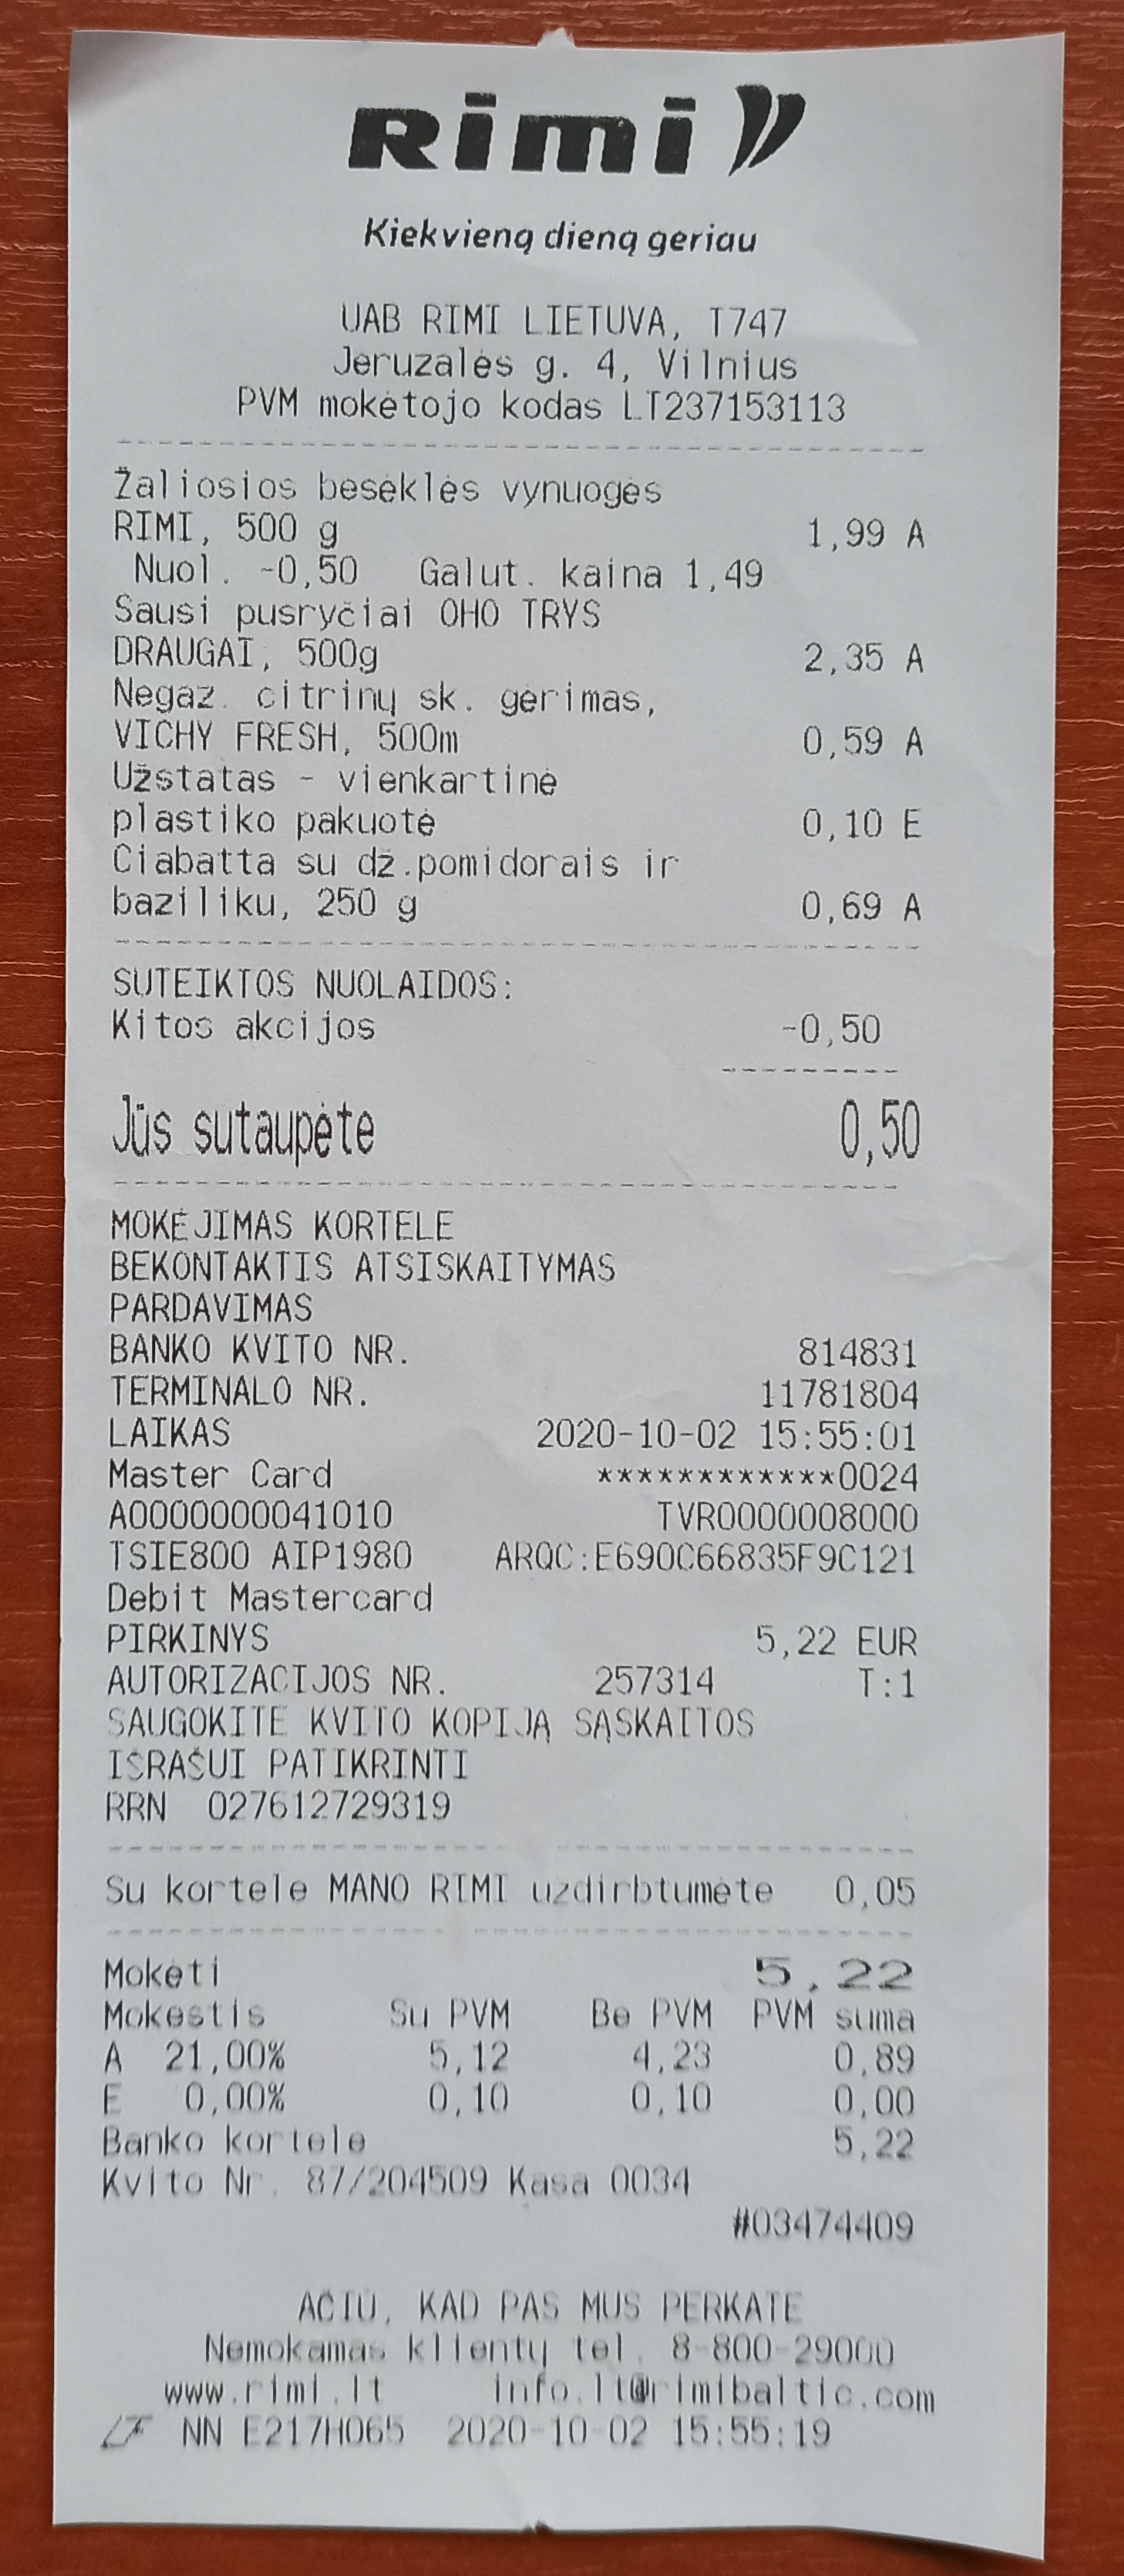 Rimi
Kiekvieną dieną geriau
UAB RIMI LIETUVA, T747
Jeruzalės g. 4, Vilnius
PVM mokėtojo kodas LT237153113
Žaliosios besėklės vynuogės
RIMI, 500 g 1,99 A
Nuol. -0,50 Galut. kaina 1,49
Sausi pusryčiai OHO TRYS
DRAUGAI, 500g 2,35 A
Negaz. citrinų sk. gėrimas,
VICHY FRESH, 500m 0,59 A
Užstatas - vienkartinė
plastiko pakuotė 0,10 E
Ciabatta su dž.pomidorais ir
baziliku, 250 g 0,69 A
SUTEIKTOS NUOLAIDOS:
Kitos akcijos -0,50
Jūs sutaupėte 0,50
MOKĖJIMAS KORTELE
BEKONTAKTIS ATSISKAITYMAS
PARDAVIMAS
BANKO KVITO NR. 814831
TERMINALO NR. 11781804
LAIKAS 2020-10-02 15:55:01
Master Card ************0024
A0000000041010 TVR0000008000
TSIE800 AIP1980 ARQC:E690C66835F9C121
Debit Mastercard
PIRKINYS 5,22 EUR
AUTORIZACIJOS NR. 257314 T:1
SAUGOKITE KVITO KOPIJĄ SĄSKAITOS
IŠRAŠUI PATIKRINTI
RRN 027612729319
Su kortele MANO RIMI uždirbtumėte 0,05
Mokėti 5,22
Mokestis Su PVM Be PVM PVM suma
A 21,00% 5,12 4,23 0,89
E 0,00% 0,10 0,10 0,00
Banko kortele 5,22
Kvito Nr. 87/204509 Kasa 0034
#03474409
AČIŪ, KAD PAS MUS PERKATE
Nemokamas klientų tel. 8-800-29000
www.rimi.lt info.lt@rimibaltic.com
LF NN E217H065 2020-10-02 15:55:19